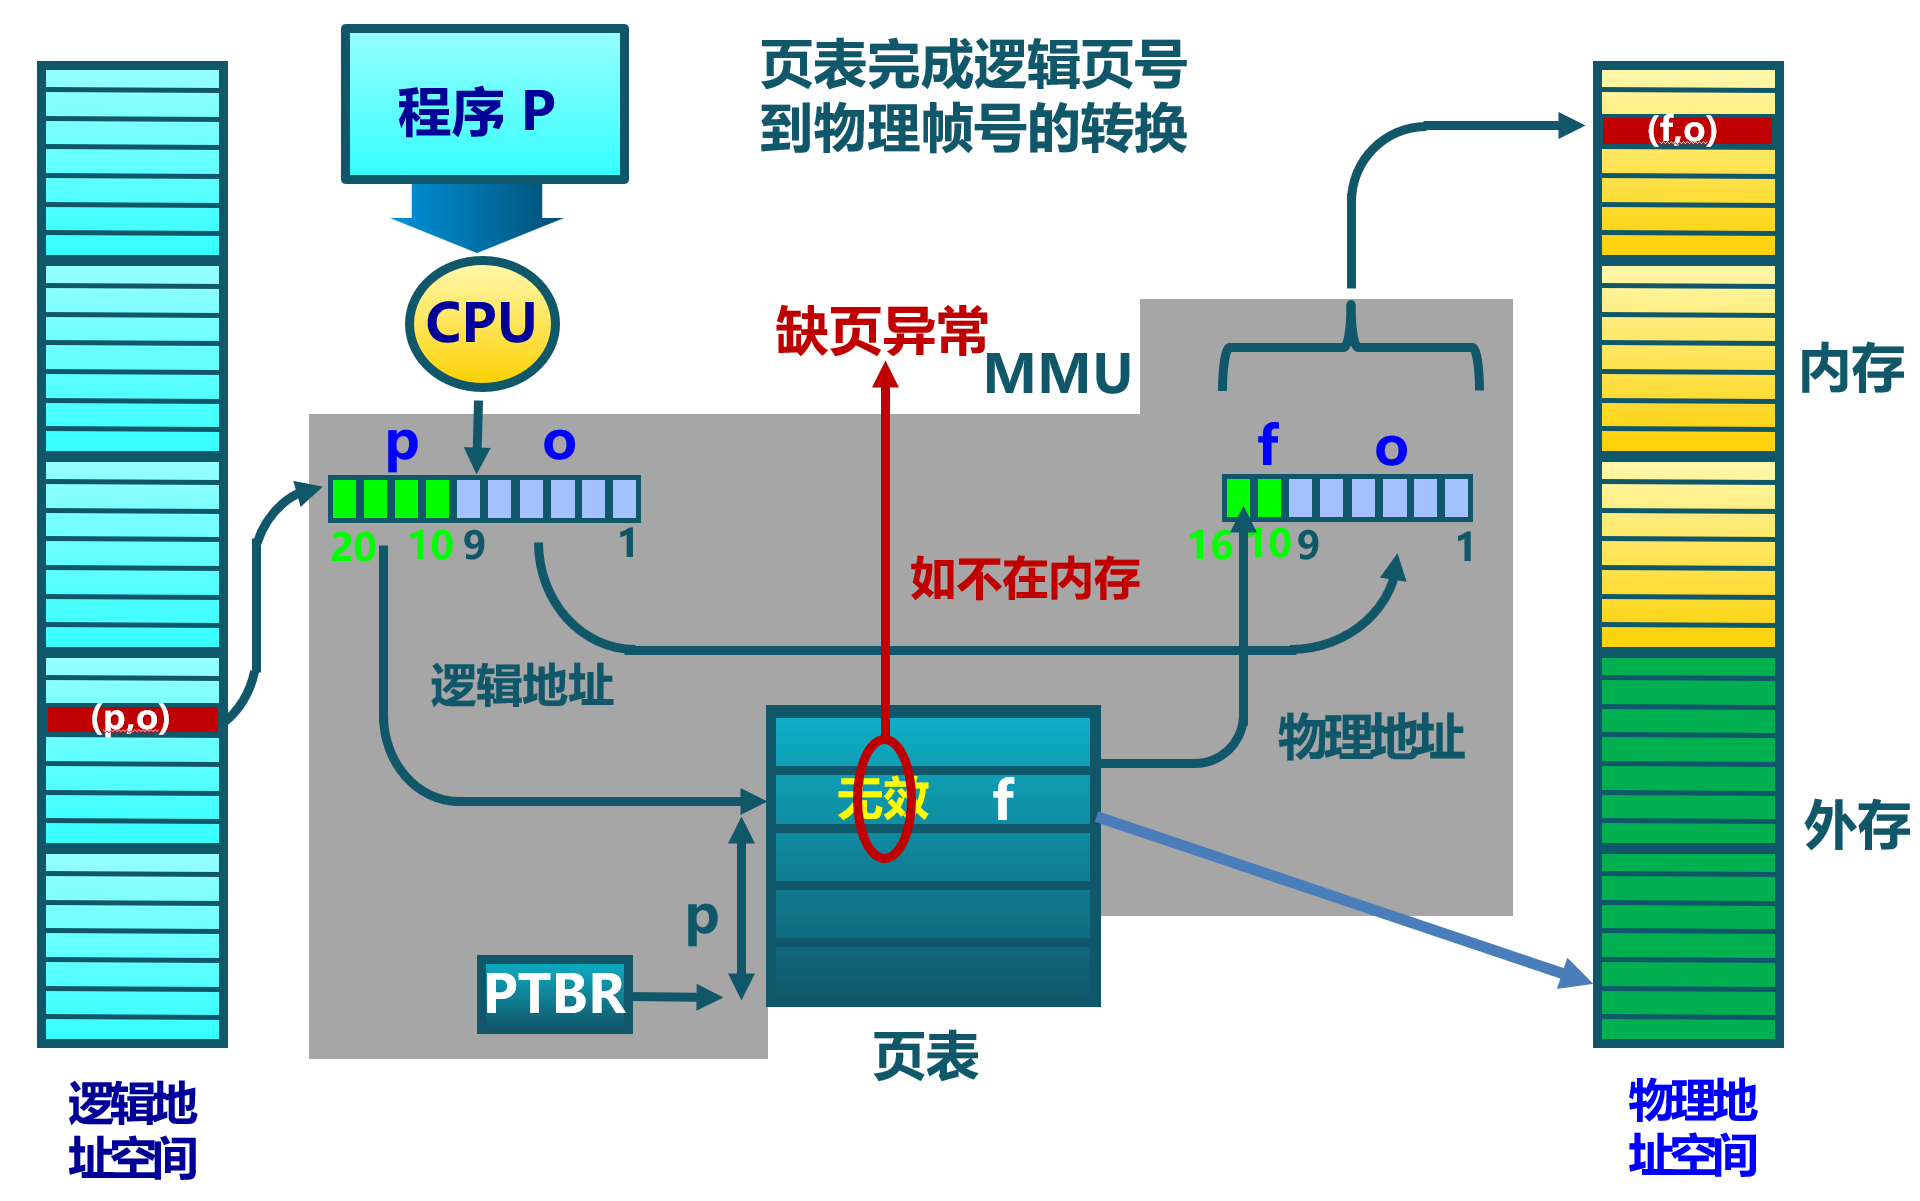 程序 P
页表完成逻辑页号
到物理帧号的转换
(f,o)
CPU
缺页异常
MMU
内存
p
o
f
o
20
10
9
1
16
10
9
1
如不在内存
逻辑地址
(p,o)
物理地址
无效
f
外存
p
PTBR
页表
逻辑地
址空间
物理地
址空间